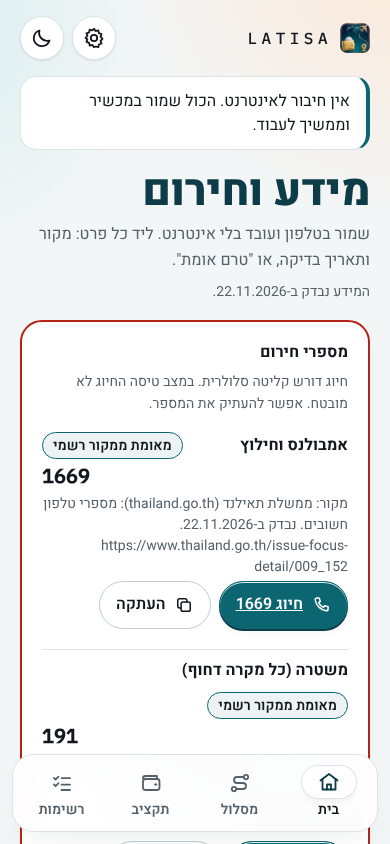 LATISA
אין חיבור לאינטרנט. הכול שמור במכשיר
וממשיך לעבוד.
מידע וחירום
שמור בטלפון ועובד בלי אינטרנט. ליד כל פרט: מקור
ותאריך בדיקה, או "טרם אומת".
המידע נבדק ב-22.11.2026.
מספרי חירום
חיוג דורש קליטה סלולרית. במצב טיסה החיוג לא
מובטח. אפשר להעתיק את המספר.
אמבולנס וחילוץ
מאומת ממקור רשמי
1669
מקור: ממשלת תאילנד (thailand.go.th): מספרי טלפון
חשובים. נבדק ב-22.11.2026.
https://www.thailand.go.th/issue-focus-
detail/009_152
חיוג 1669
העתקה
משטרה (כל מקרה דחוף)
מאומת ממקור רשמי
191
בית
מסלול
תקציב
רשימות